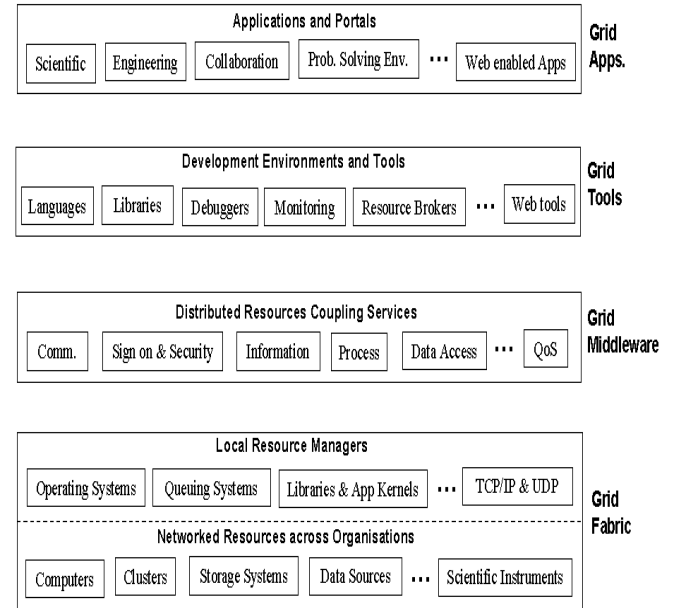 Applications and Portals
Scientific
Engineering
Collaboration
Prob. Solving Env.
...
Web enabled Apps
Grid
Apps.
Development Environments and Tools
Languages
Libraries
Debuggers
Monitoring
Resource Brokers
...
Web tools
Grid
Tools
Distributed Resources Coupling Services
Comm.
Sign on & Security
Information
Process
Data Access
...
QoS
Grid
Middleware
Local Resource Managers
Operating Systems
Queuing Systems
Libraries & App Kernels
...
TCP/IP & UDP
Networked Resources across Organisations
Computers
Clusters
Storage Systems
Data Sources
...
Scientific Instruments
Grid
Fabric